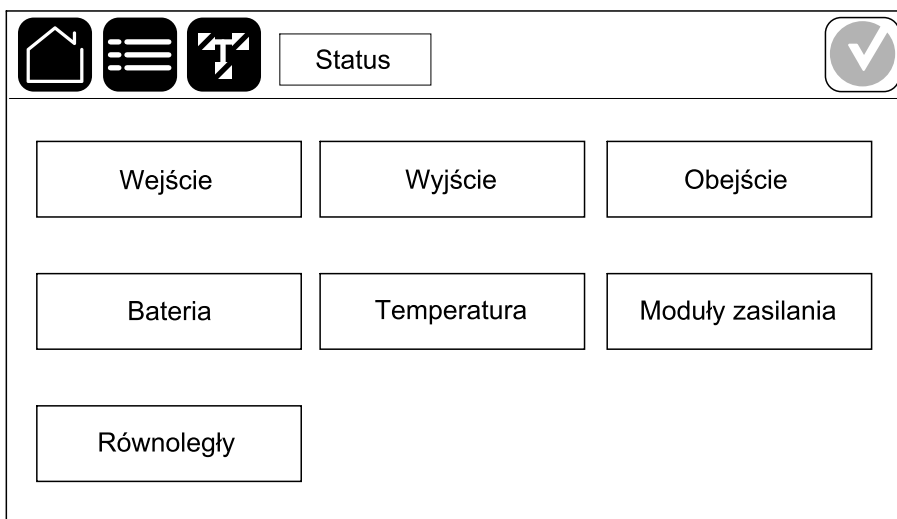 Status
Wejście
Wyjście
Obejście
Bateria
Temperatura
Moduły zasilania
Równoległy